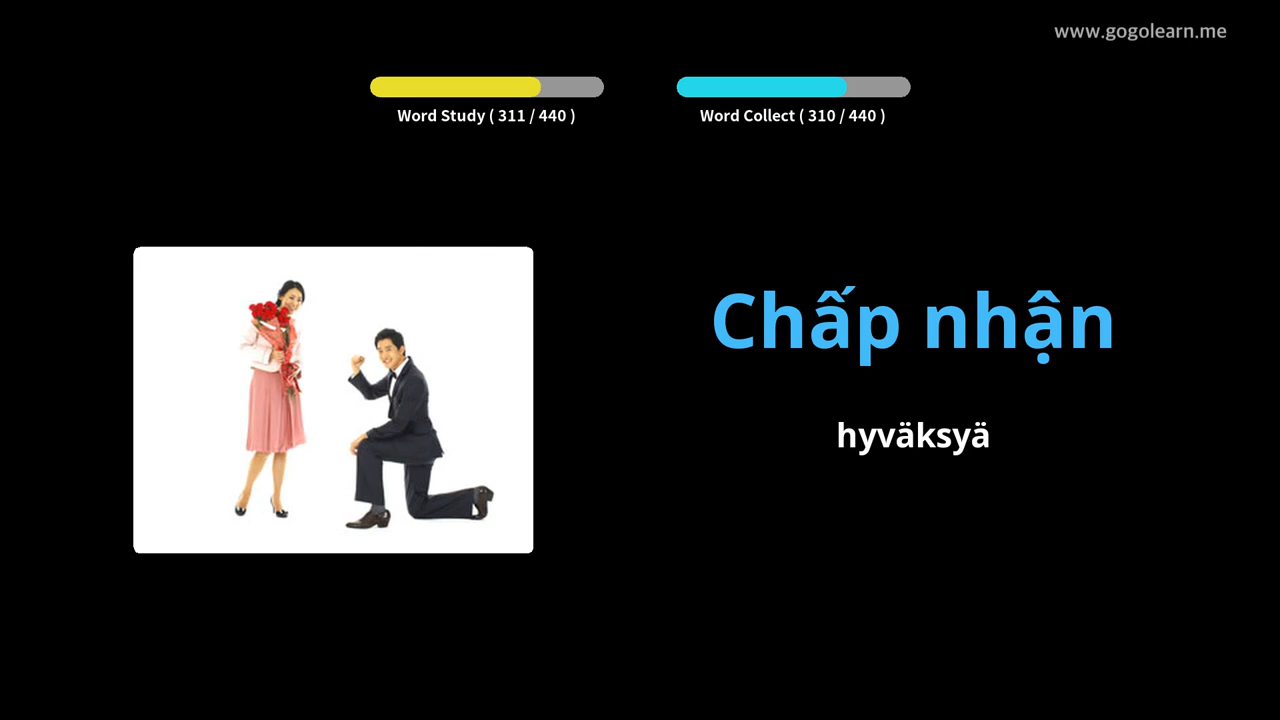 www.gogolearn.me
Word Study ( 311 / 440 )
Word Collect ( 310 / 440 )
Chấp nhận
hyväksyä